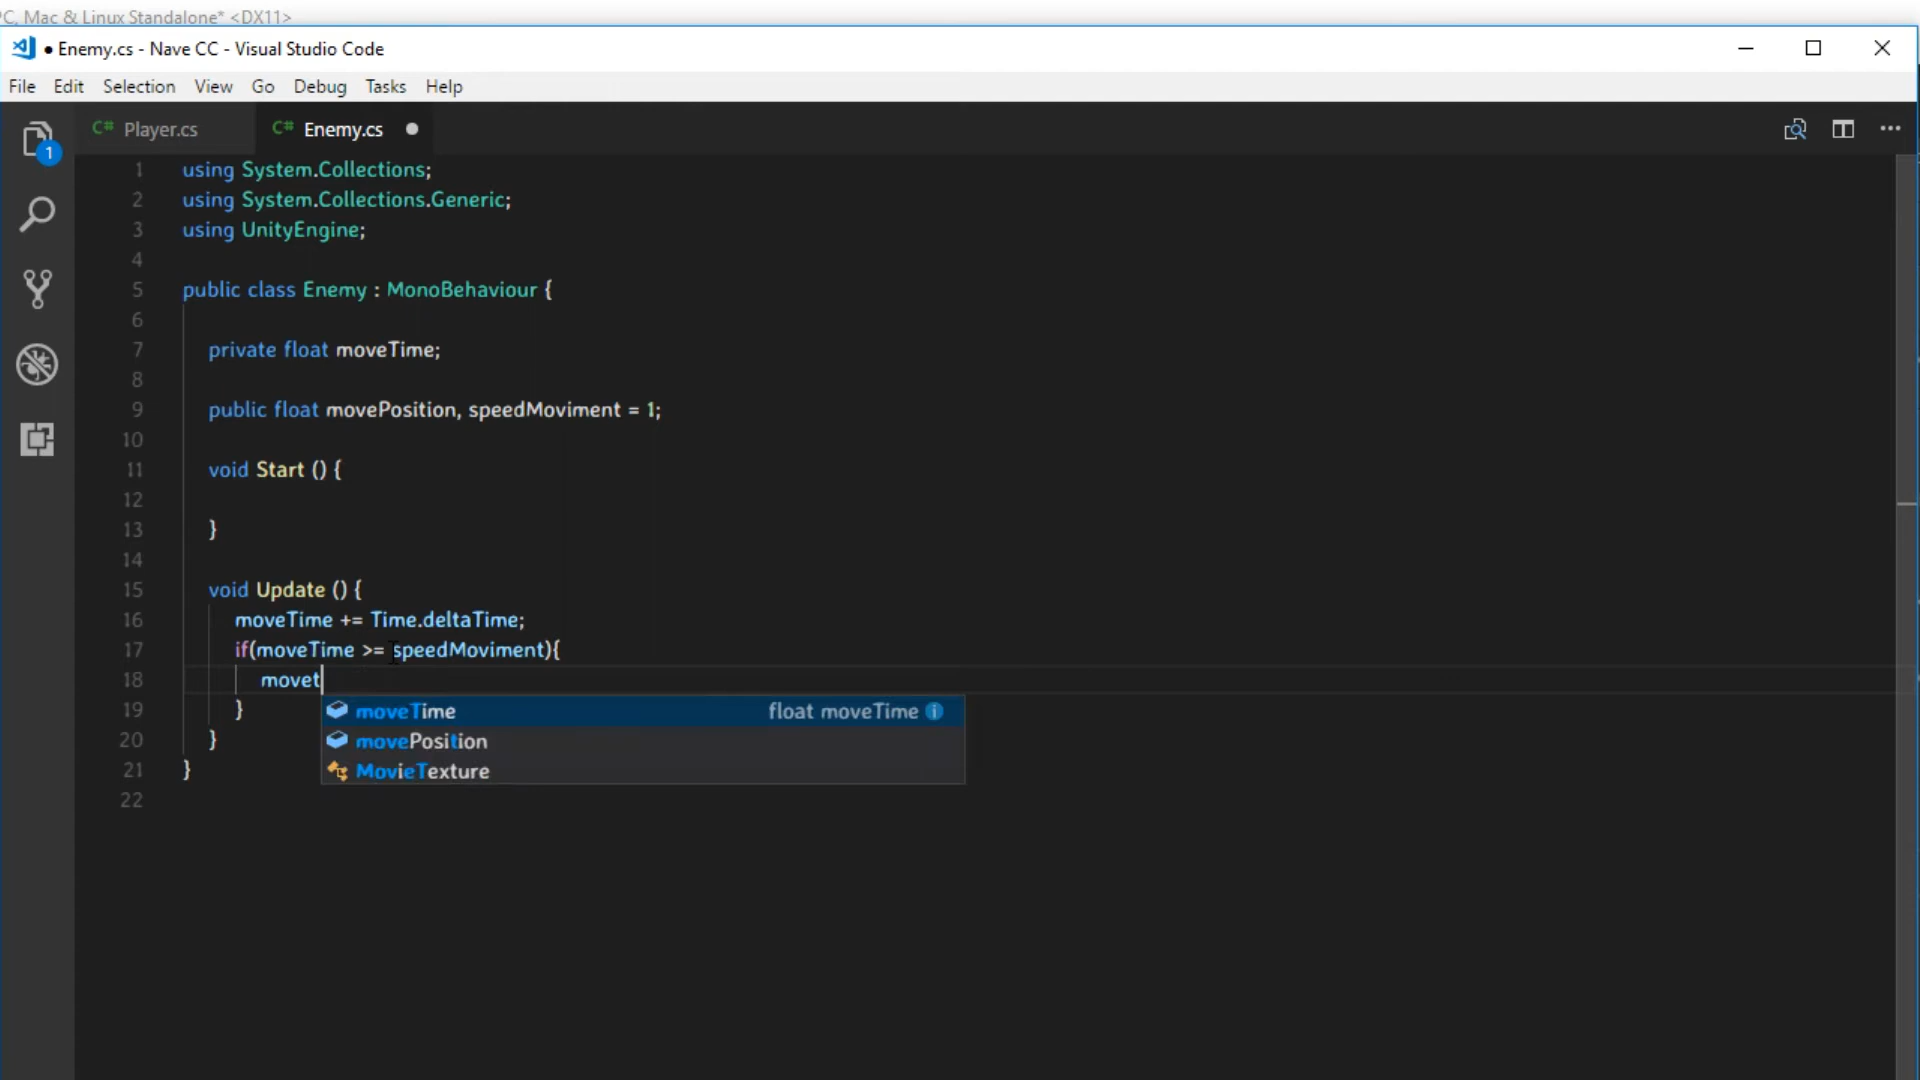 PC, Mac & Linux Standalone* <DX11>
● Enemy.cs - Nave CC - Visual Studio Code
File Edit Selection View Go Debug Tasks Help
1
C# Player.cs C# Enemy.cs ●
1 using System.Collections;
2 using System.Collections.Generic;
3 using UnityEngine;
4
5 public class Enemy : MonoBehaviour {
6
7 private float moveTime;
8
9 public float movePosition, speedMoviment = 1;
10
11 void Start () {
12
13 }
14
15 void Update () {
16 moveTime += Time.deltaTime;
17 if(moveTime >= speedMoviment){
18 movet
19 }
moveTime float moveTime
20 }
movePosition
21 }
MovieTexture
22